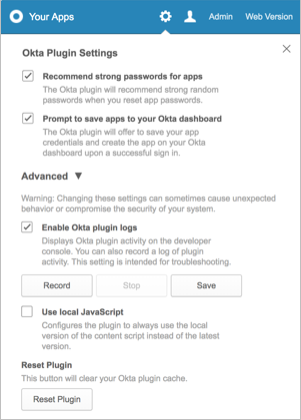 Your Apps Admin Web Version
Okta Plugin Settings
Recommend strong passwords for apps
The Okta plugin will recommend strong random
passwords when you reset app passwords.
Prompt to save apps to your Okta dashboard
The Okta plugin will offer to save your app
credentials and create the app on your Okta
dashboard upon a successful sign in.
Advanced ▼
Warning: Changing these settings can sometimes cause unexpected
behavior or compromise the security of your system.
Enable Okta plugin logs
Displays Okta plugin activity on the developer
console. You can also record a log of plugin
activity. This setting is intended for troubleshooting.
Record Stop Save
Use local JavaScript
Configures the plugin to always use the local
version of the content script instead of the latest
version.
Reset Plugin
This button will clear your Okta plugin cache.
Reset Plugin